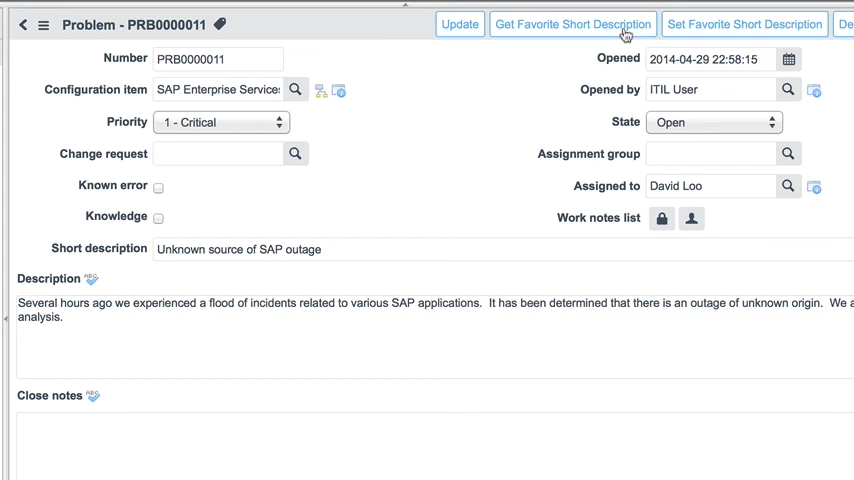 Problem - PRB0000011
Update
Get Favorite Short Description
Set Favorite Short Description
De
Number PRB0000011
Opened 2014-04-29 22:58:15
Configuration item SAP Enterprise Services
Opened by ITIL User
Priority 1 - Critical
State Open
Change request
Assignment group
Known error
Assigned to David Loo
Knowledge
Work notes list
Short description Unknown source of SAP outage
Description
Several hours ago we experienced a flood of incidents related to various SAP applications. It has been determined that there is an outage of unknown origin. We a
analysis.
Close notes